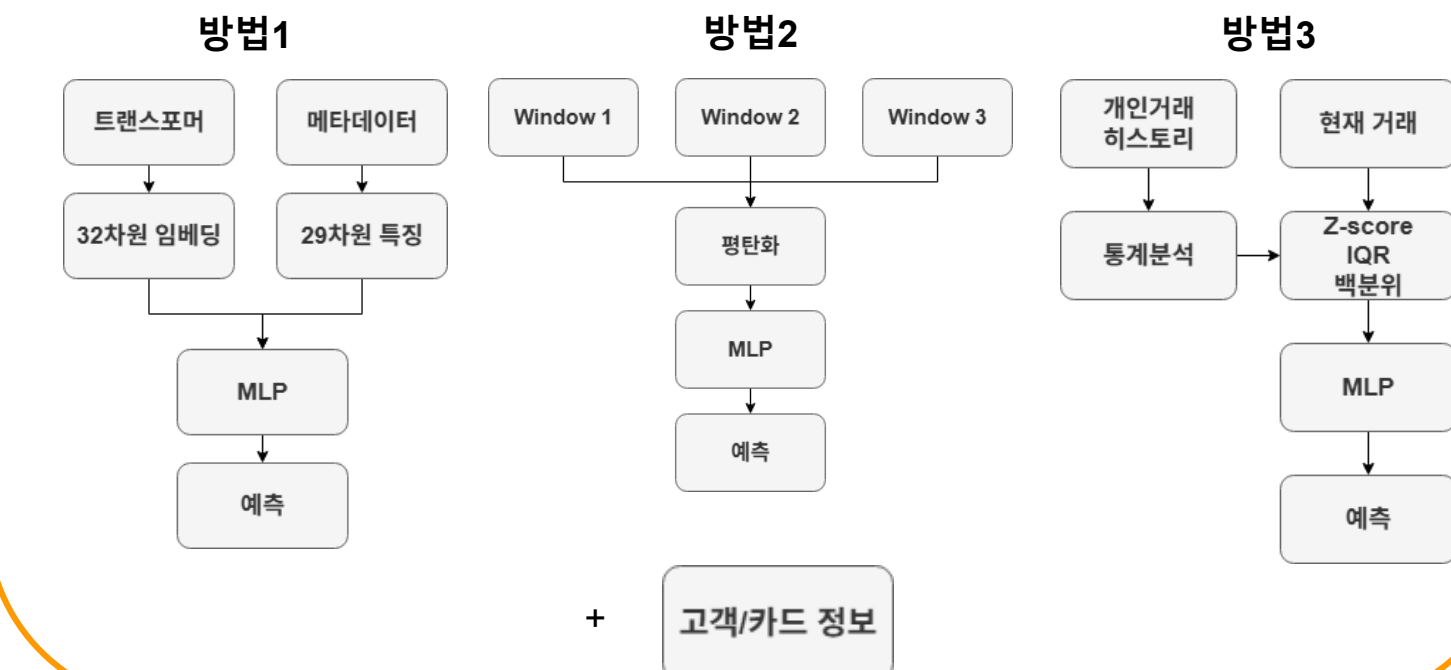 방법1
방법2
방법3
트랜스포머
메타데이터
32차원 임베딩
29차원 특징
MLP
예측
Window 1
Window 2
Window 3
평탄화
MLP
예측
개인거래
히스토리
현재 거래
통계분석
Z-score
IQR
백분위
MLP
예측
+
고객/카드 정보